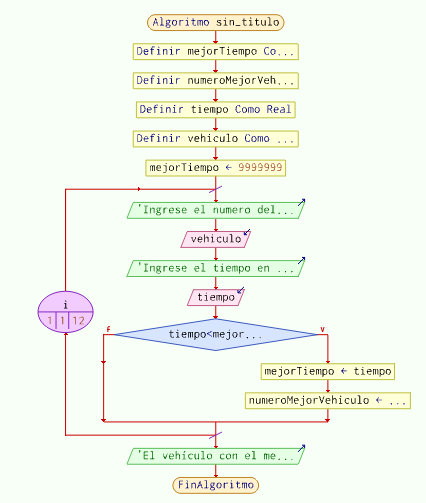 Algoritmo sin_titulo
Definir mejorTiempo Co...
Definir numeroMejorVeh...
Definir tiempo Como Real
Definir vehiculo Como ...
mejorTiempo ← 9999999
'Ingrese el numero del...
vehiculo
'Ingrese el tiempo en ...
tiempo
i
1 1 12
tiempo<mejor...
F
V
mejorTiempo ← tiempo
numeroMejorVehiculo ← ...
'El vehículo con el me...
FinAlgoritmo